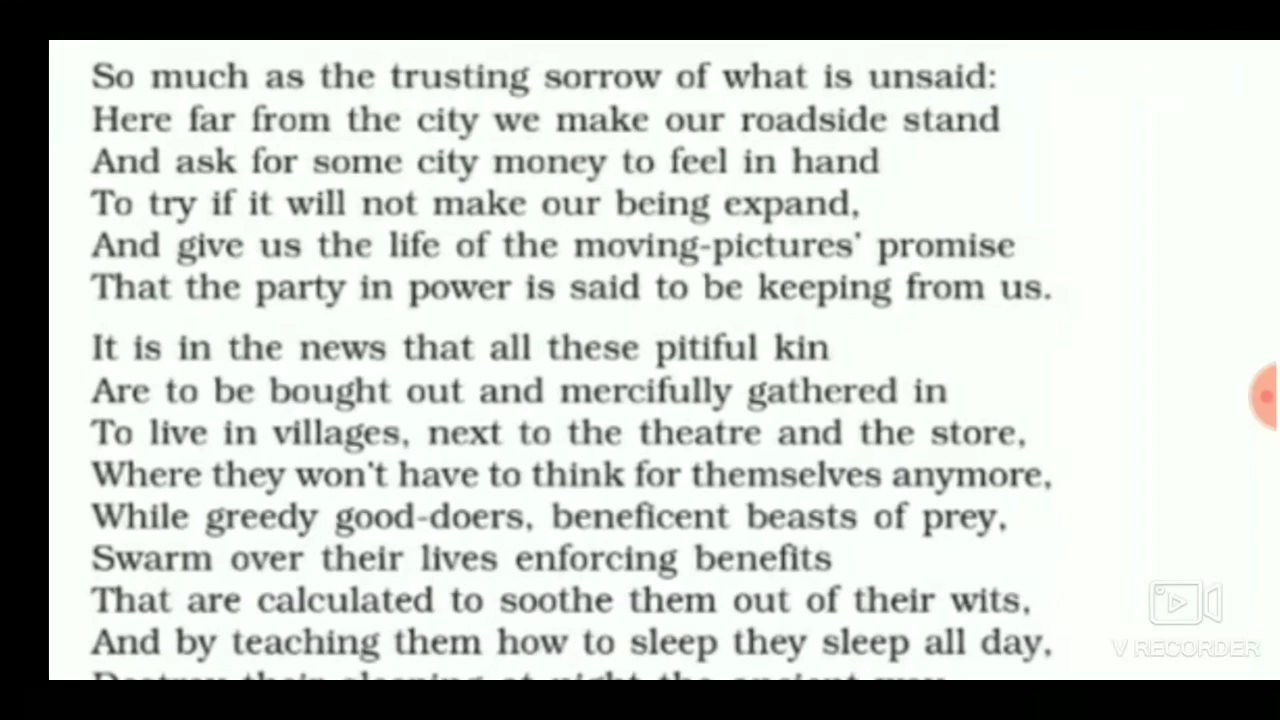 So much as the trusting sorrow of what is unsaid:
Here far from the city we make our roadside stand
And ask for some city money to feel in hand
To try if it will not make our being expand,
And give us the life of the moving-pictures' promise
That the party in power is said to be keeping from us.
It is in the news that all these pitiful kin
Are to be bought out and mercifully gathered in
To live in villages, next to the theatre and the store,
Where they won't have to think for themselves anymore,
While greedy good-doers, beneficent beasts of prey,
Swarm over their lives enforcing benefits
That are calculated to soothe them out of their wits,
And by teaching them how to sleep they sleep all day,
V RECORDER